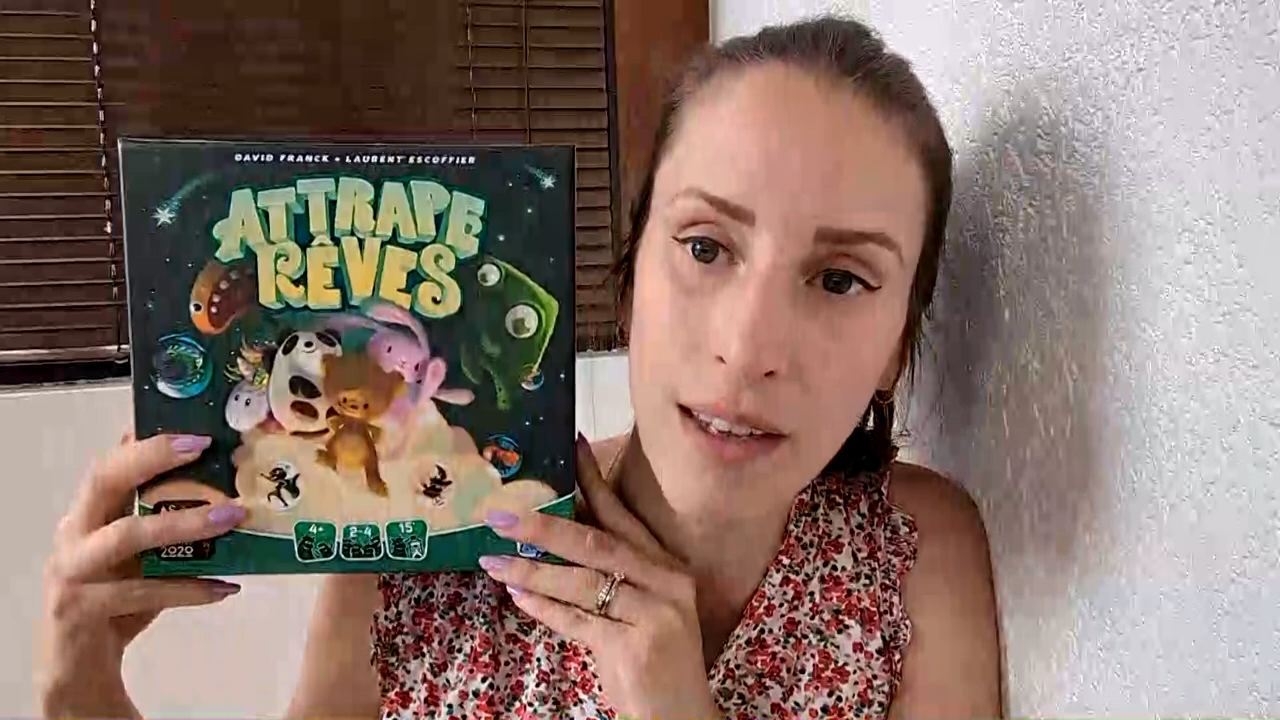 DAVID FRANCK • LAURENT ESCOFFIER
ATTRAPE
RÊVES
4+ 2-4 15'
2020